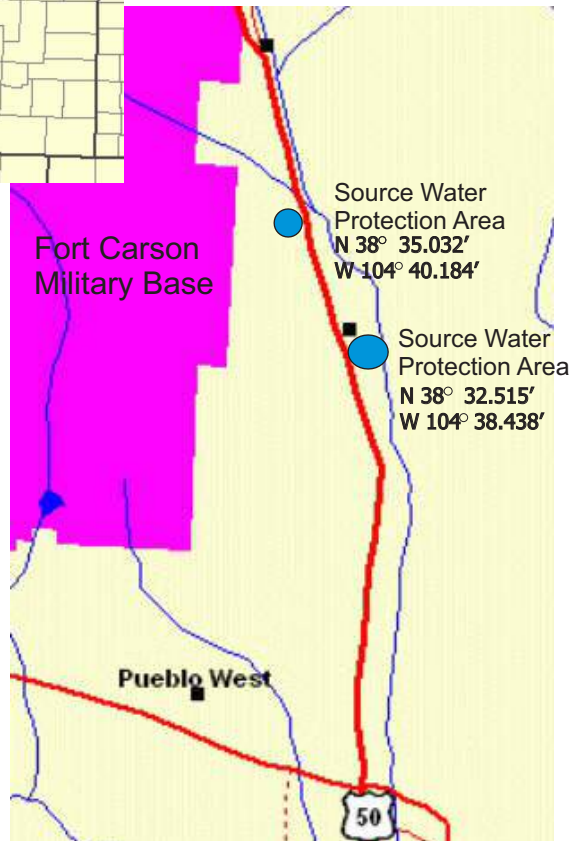 Source Water
Protection Area
N 38° 35.032′
W 104° 40.184′
Fort Carson
Military Base
Source Water
Protection Area
N 38° 32.515′
W 104° 38.438′
Pueblo West
50